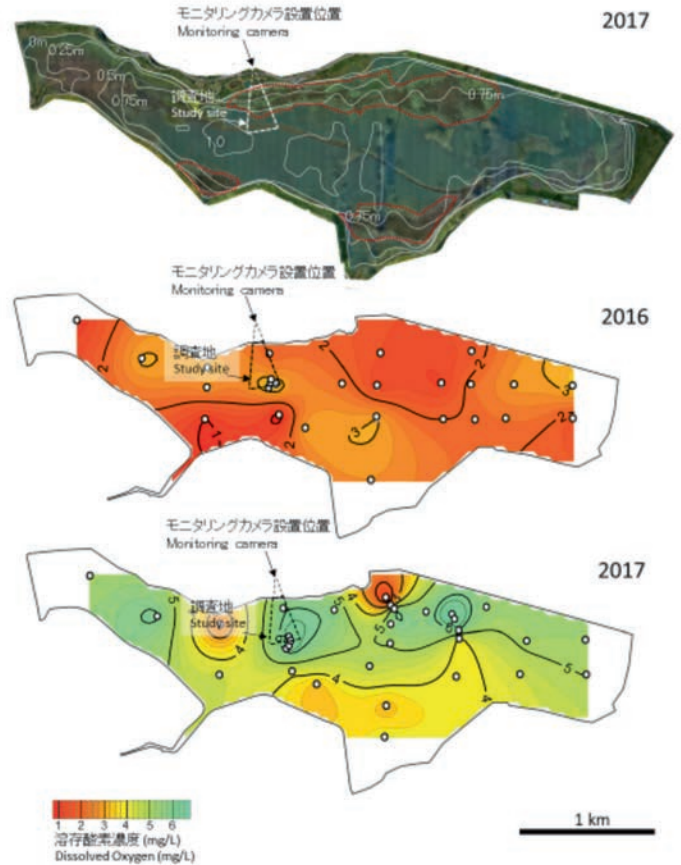 モニタリングカメラ設置位置
Monitoring camera
2017
0m
0.25m
0.5m
0.75m
調査地
Study site
1.0
0.75m
0.75m
モニタリングカメラ設置位置
Monitoring camera
2016
調査地
Study site
2
2
2
2
3
3
2
1
モニタリングカメラ設置位置
Monitoring camera
2017
調査地
Study site
5
4
4
5
5
4
4
1 2 3 4 5 6
溶存酸素濃度 (mg/L)
Dissolved Oxygen (mg/L)
1 km